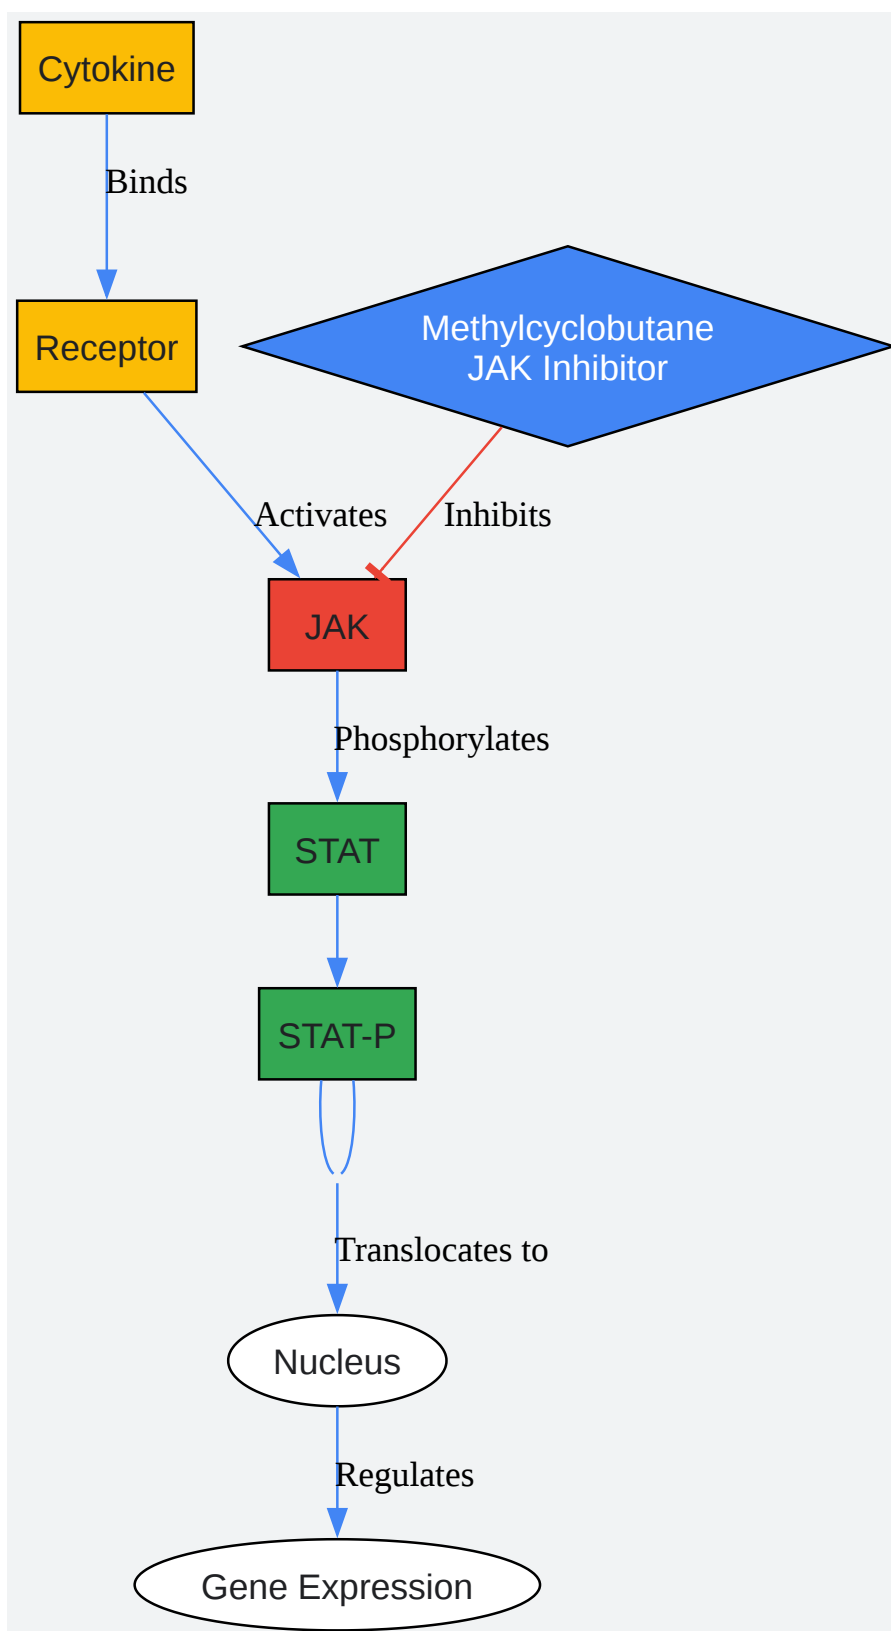 Cytokine
Binds
Receptor
Methylcyclobutane
JAK Inhibitor
Activates
Inhibits
JAK
Phosphorylates
STAT
STAT-P
Translocates to
Nucleus
Regulates
Gene Expression